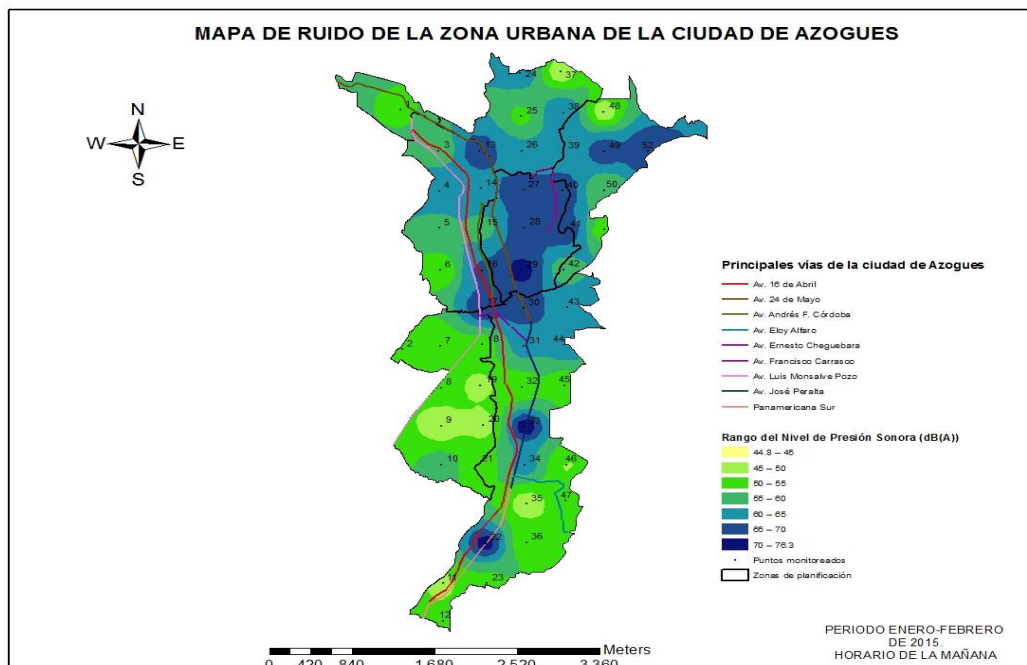 MAPA DE RUIDO DE LA ZONA URBANA DE LA CIUDAD DE AZOGUES
N
W E
S
24 37
1 25 38 48
3 13 26 39 49 52
4 14 27 40 50
5 15 28 41
6 16 29 42
17 30 43
2 7 18 31 44
8 19 32 45
9 20 33
10 21 34 46
35 47
22 36
11 23
12
Principales vías de la ciudad de Azogues
Av. 16 de Abril
Av. 24 de Mayo
Av. Andrés F. Córdoba
Av. Eloy Alfaro
Av. Ernesto Cheguebara
Av. Francisco Carrasco
Av. Luis Monsalve Pozo
Av. José Peralta
Panamericana Sur
Rango del Nivel de Presión Sonora (dB(A))
44.8 – 45
45 – 50
50 – 55
55 – 60
60 – 65
65 – 70
70 – 76.3
Puntos monitoreados
Zonas de planificación
Meters
0 420 840 1.680 2.520 3.360
PERIODO ENERO-FEBRERO
DE 2015.
HORARIO DE LA MAÑANA